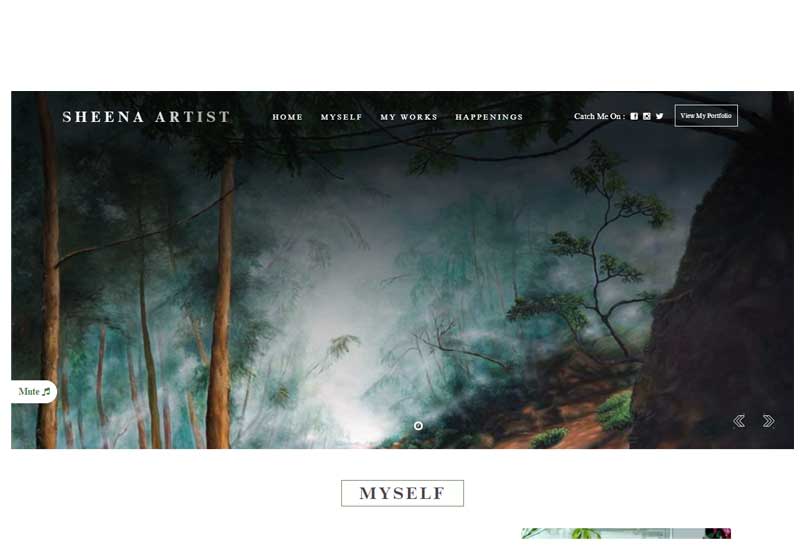 SHEENA ARTIST
HOME MYSELF MY WORKS HAPPENINGS
Catch Me On :
View My Portfolio
Mute
MYSELF